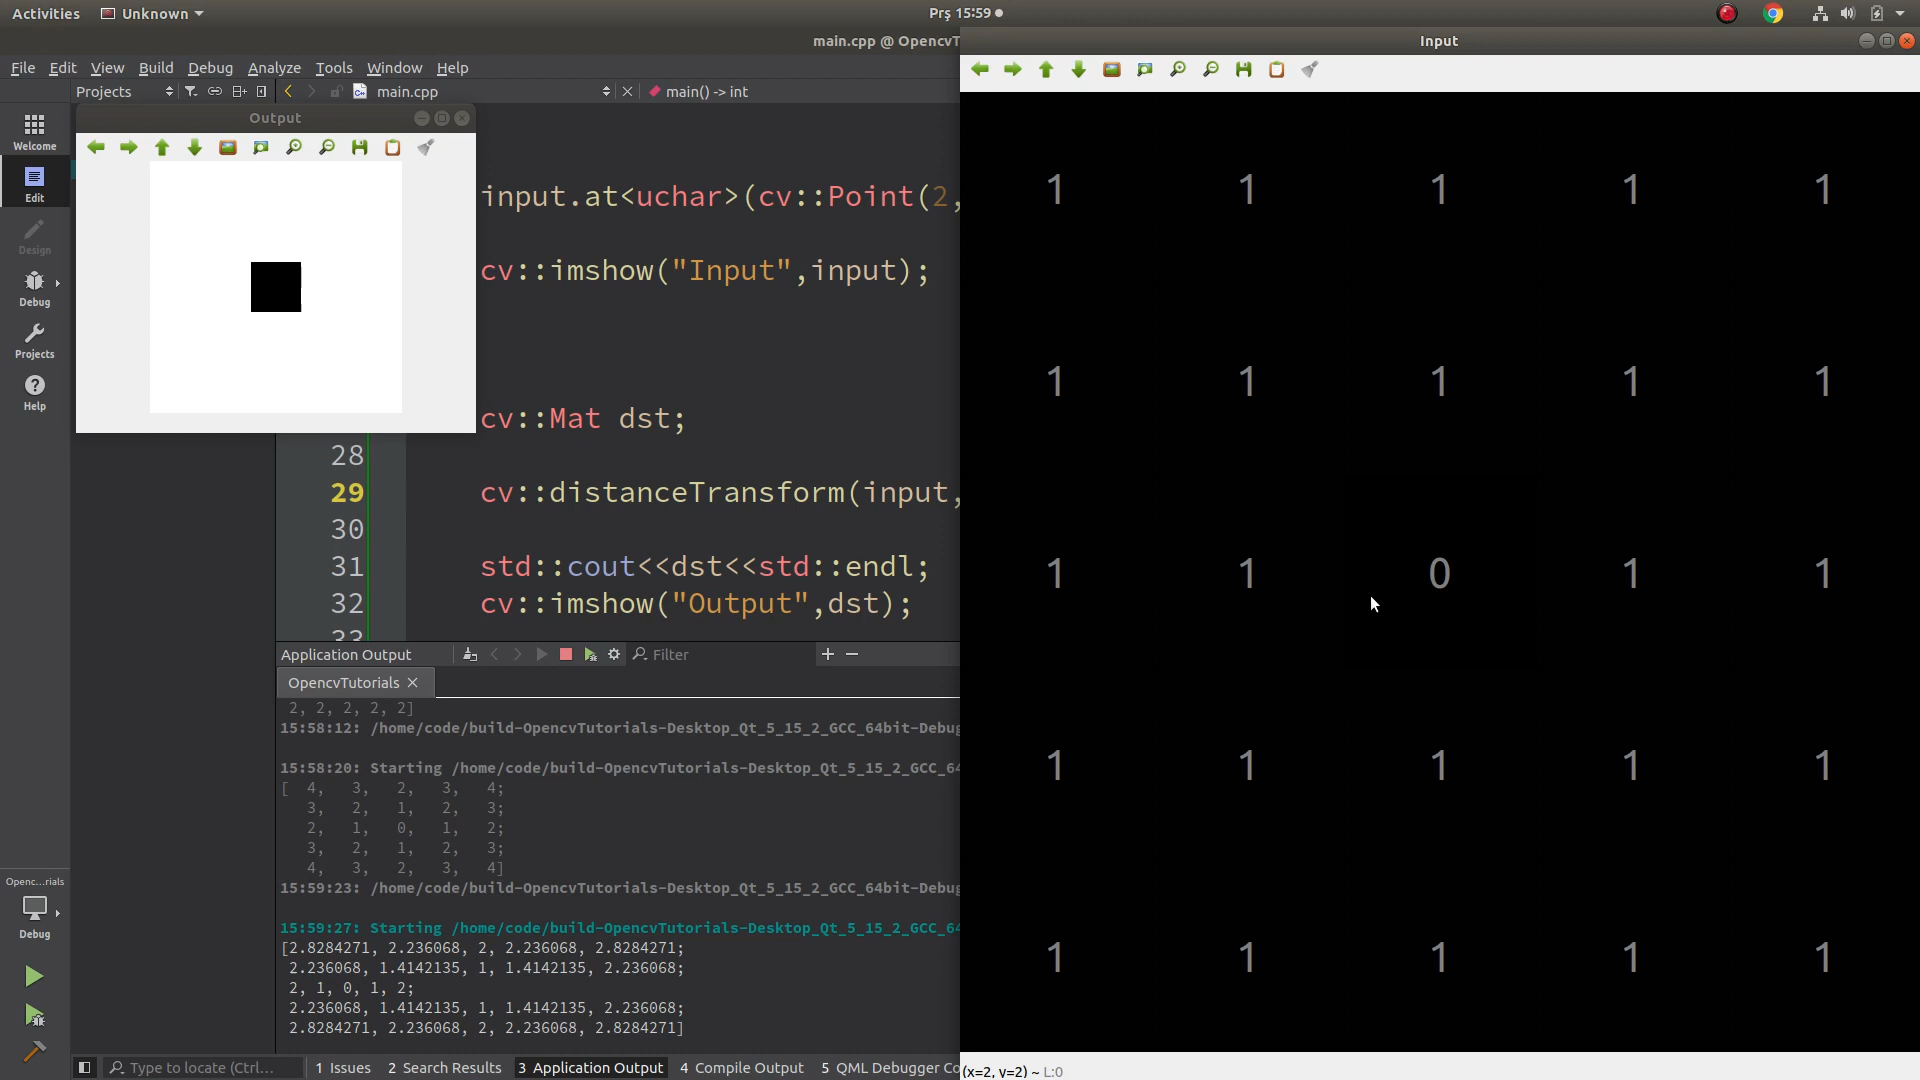 Activities Unknown Prş 15:59
main.cpp @ OpencvT
Input
File Edit View Build Debug Analyze Tools Window Help
Projects main.cpp main() -> int
Output
Welcome
Edit
Design
Debug
Projects
Help
input.at<uchar>(cv::Point(2,
cv::imshow("Input",input);
cv::Mat dst;
28
29 cv::distanceTransform(input,
30
31 std::cout<<dst<<std::endl;
32 cv::imshow("Output",dst);
33
1 1 1 1 1
1 1 1 1 1
1 1 0 1 1
1 1 1 1 1
1 1 1 1 1
Application Output Filter
OpencvTutorials
2, 2, 2, 2, 2]
15:58:12: /home/code/build-OpencvTutorials-Desktop_Qt_5_15_2_GCC_64bit-Debug
15:58:20: Starting /home/code/build-OpencvTutorials-Desktop_Qt_5_15_2_GCC_64
[ 4, 3, 2, 3, 4;
3, 2, 1, 2, 3;
2, 1, 0, 1, 2;
3, 2, 1, 2, 3;
4, 3, 2, 3, 4]
15:59:23: /home/code/build-OpencvTutorials-Desktop_Qt_5_15_2_GCC_64bit-Debug
15:59:27: Starting /home/code/build-OpencvTutorials-Desktop_Qt_5_15_2_GCC_64
[2.8284271, 2.236068, 2, 2.236068, 2.8284271;
2.236068, 1.4142135, 1, 1.4142135, 2.236068;
2, 1, 0, 1, 2;
2.236068, 1.4142135, 1, 1.4142135, 2.236068;
2.8284271, 2.236068, 2, 2.236068, 2.8284271]
Openc...rials
Debug
Type to locate (Ctrl... 1 Issues 2 Search Results 3 Application Output 4 Compile Output 5 QML Debugger Co
(x=2, y=2) ~ L:0